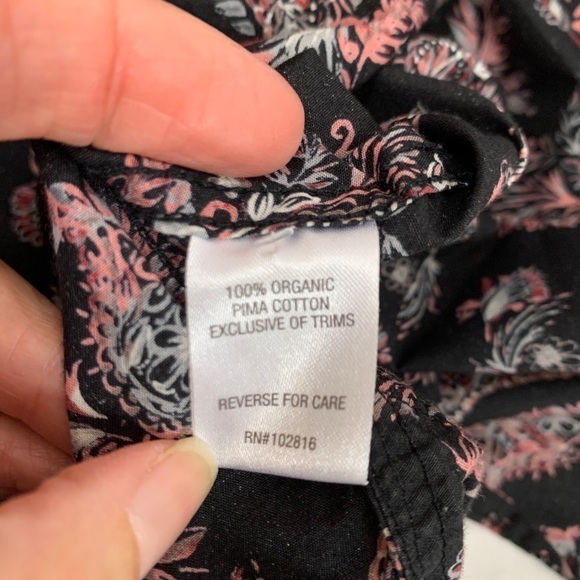 100% ORGANIC
PIMA COTTON
EXCLUSIVE OF TRIMS
REVERSE FOR CARE
RN#102816